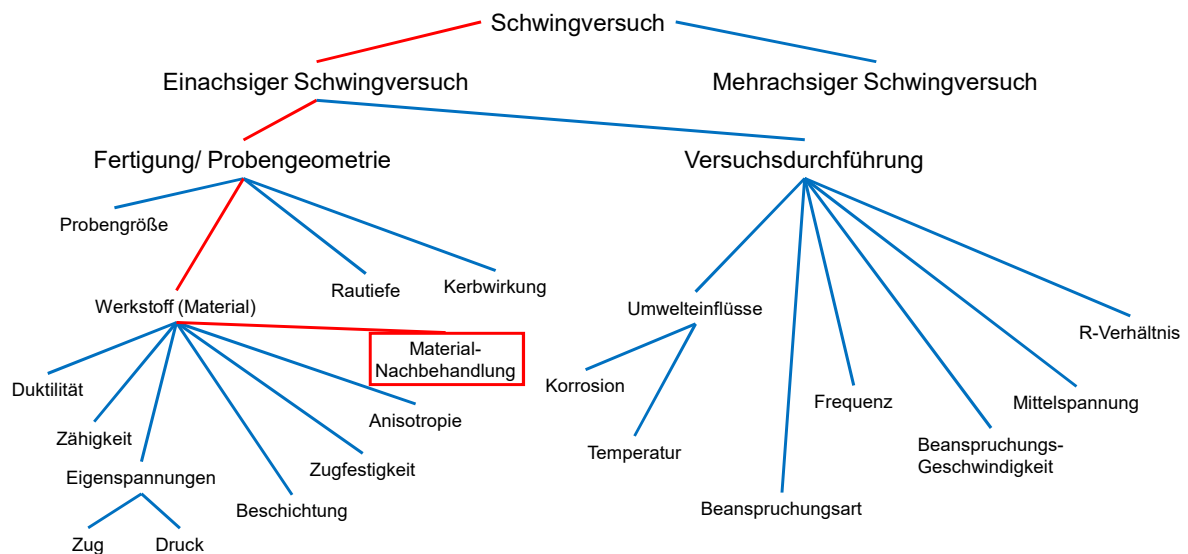 Schwingversuch
Einachsiger Schwingversuch
Mehrachsiger Schwingversuch
Fertigung/ Probengeometrie
Versuchsdurchführung
Probengröße
Rautiefe
Kerbwirkung
Werkstoff (Material)
Umwelteinflüsse
R-Verhältnis
Material-
Nachbehandlung
Duktilität
Korrosion
Anisotropie
Frequenz
Mittelspannung
Zähigkeit
Temperatur
Beanspruchungs-
Geschwindigkeit
Eigenspannungen
Zugfestigkeit
Beschichtung
Beanspruchungsart
Zug
Druck